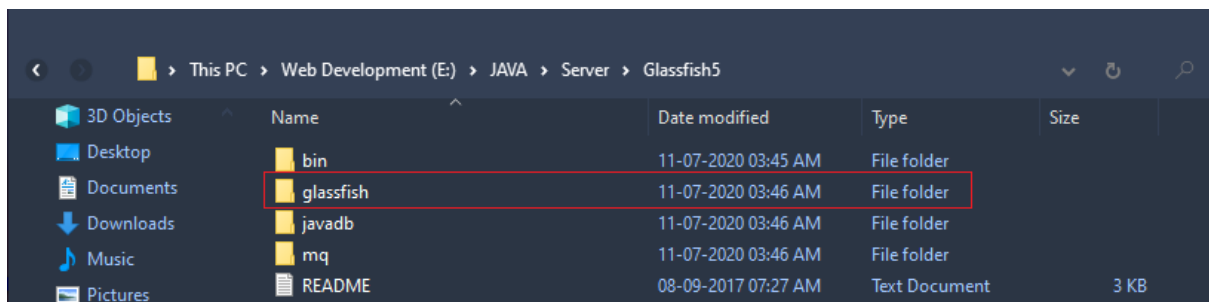 This PC > Web Development (E:) > JAVA > Server > Glassfish5
3D Objects Name Date modified Type Size
Desktop bin 11-07-2020 03:45 AM File folder
Documents glassfish 11-07-2020 03:46 AM File folder
Downloads javadb 11-07-2020 03:46 AM File folder
Music mq 11-07-2020 03:46 AM File folder
Pictures README 08-09-2017 07:27 AM Text Document 3 KB